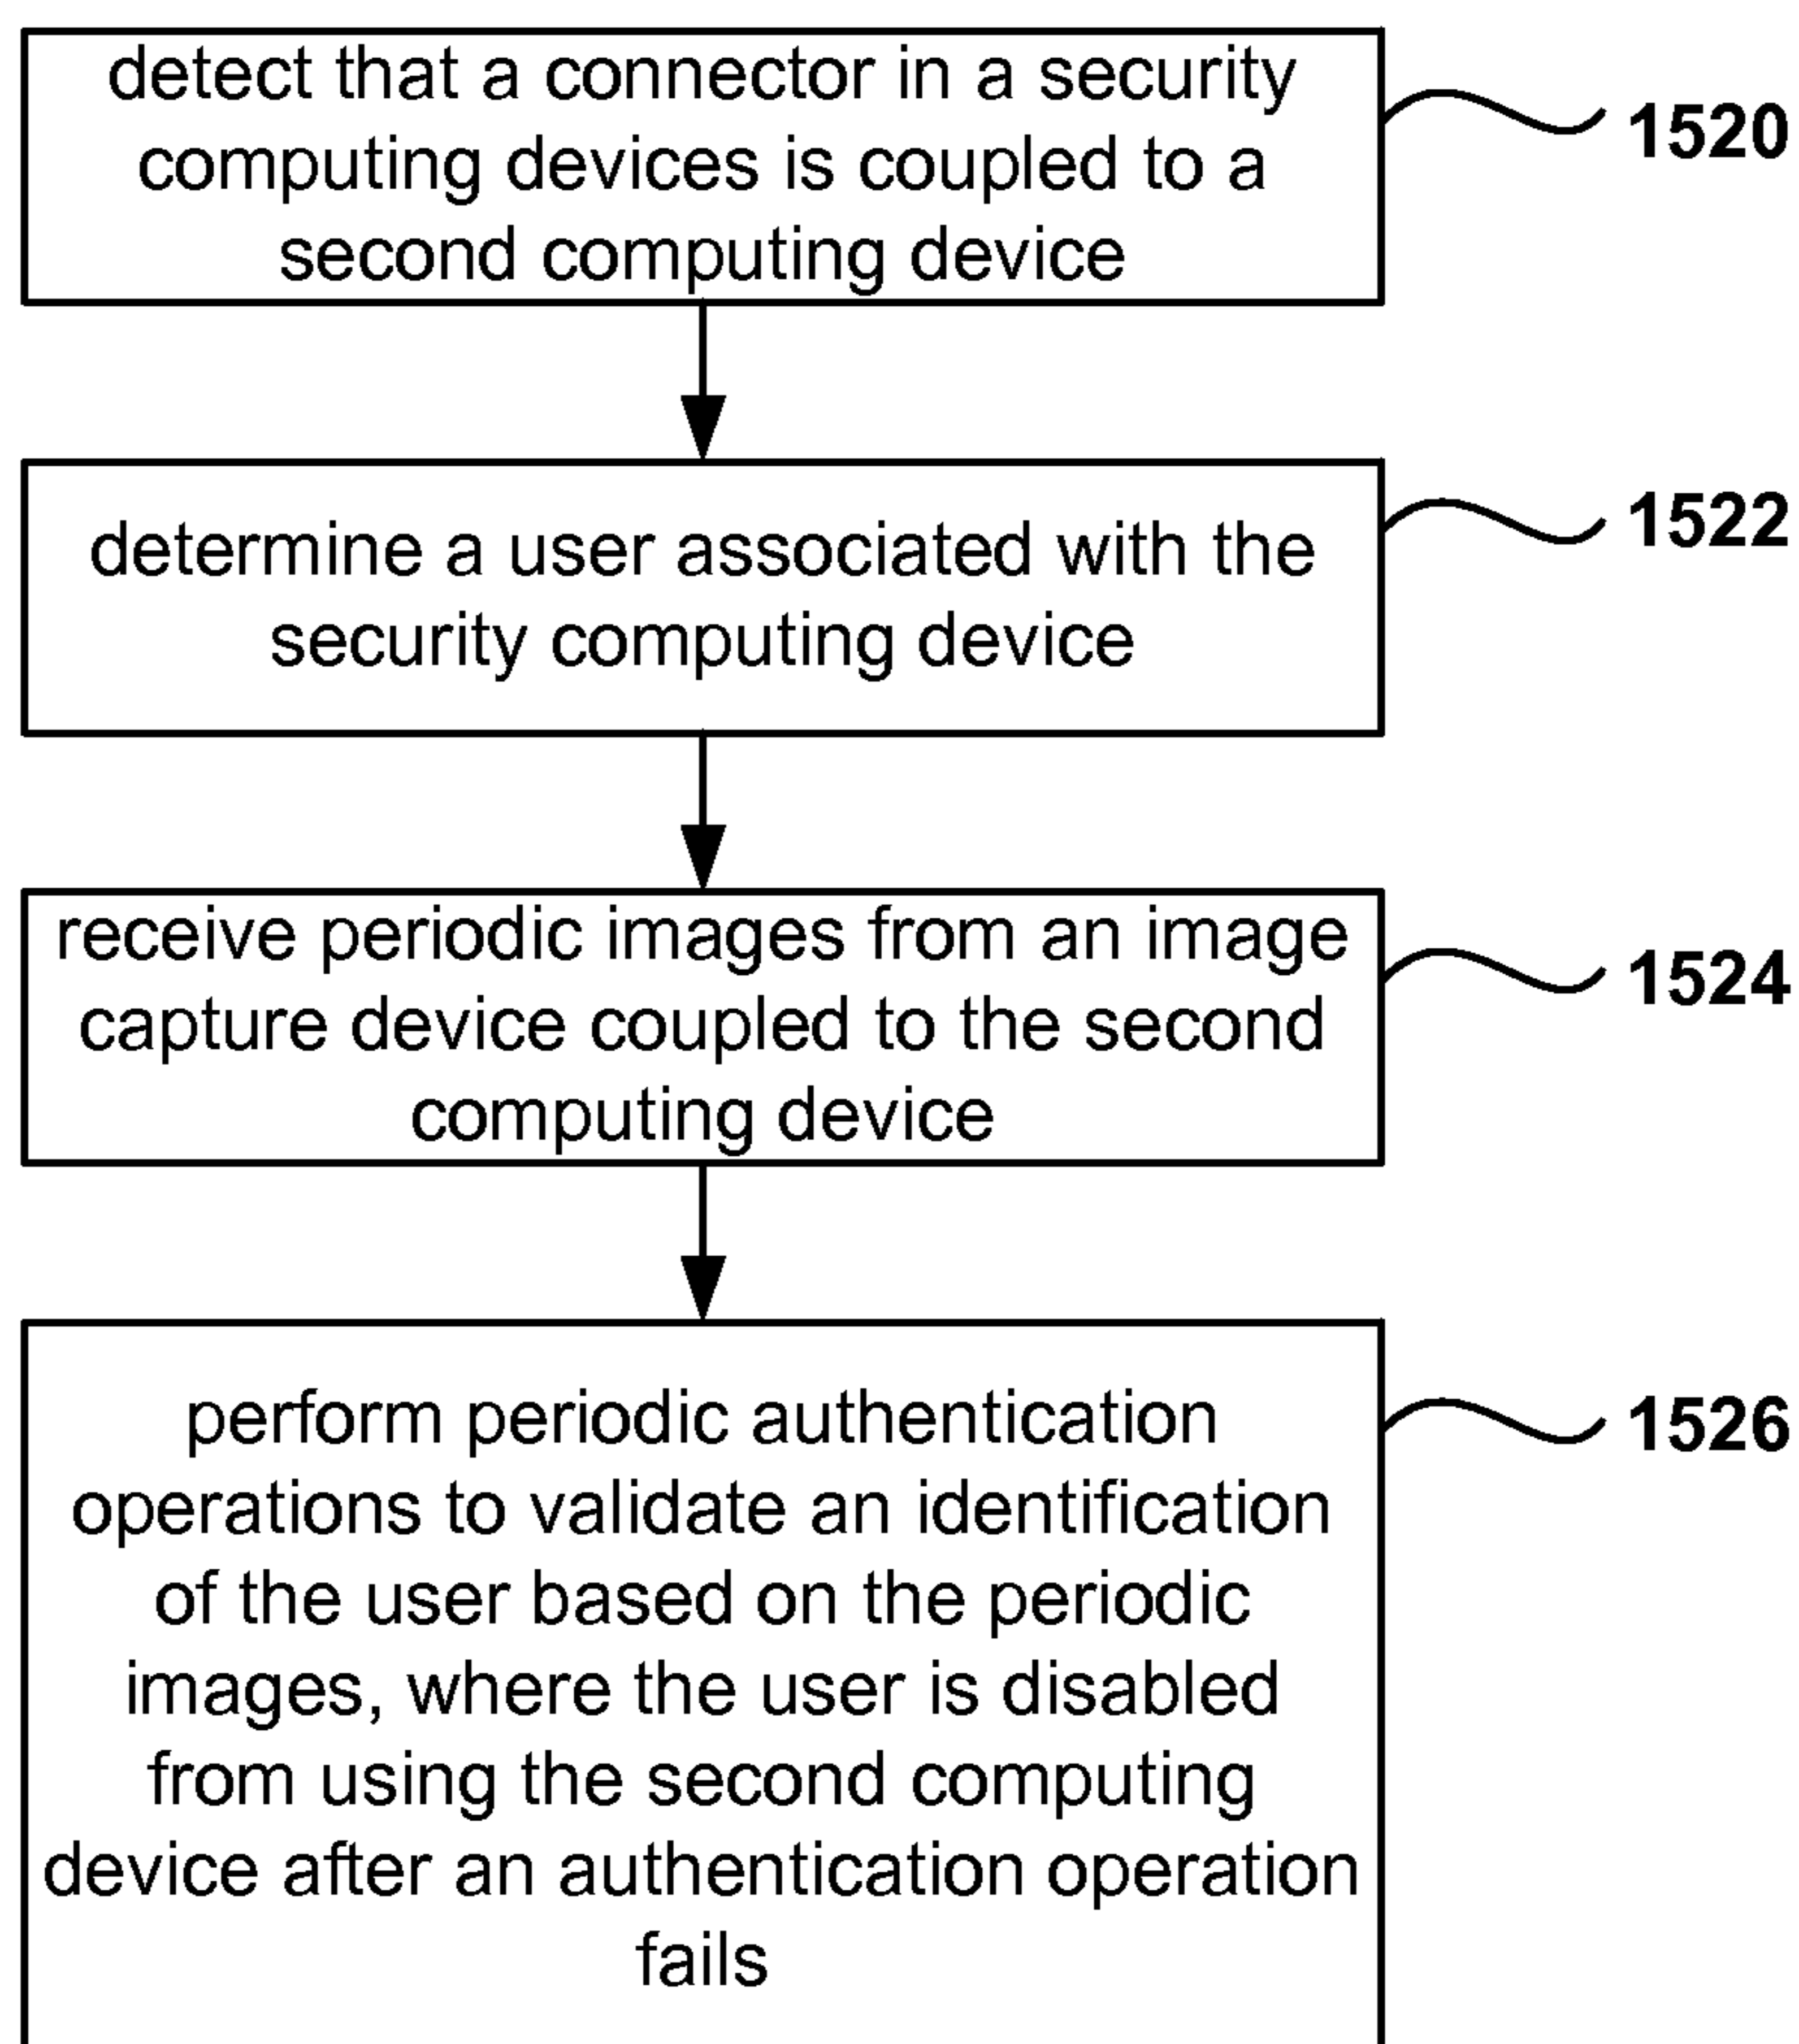 detect that a connector in a security
computing devices is coupled to a
second computing device
1520
determine a user associated with the
security computing device
1522
receive periodic images from an image
capture device coupled to the second
computing device
1524
perform periodic authentication
operations to validate an identification
of the user based on the periodic
images, where the user is disabled
from using the second computing
device after an authentication operation
fails
1526